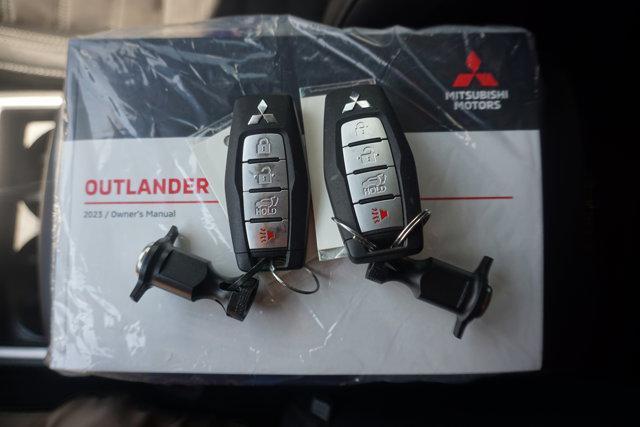 MITSUBISHI
MOTORS
OUTLANDER
2023 / Owner's Manual
HOLD
HOLD